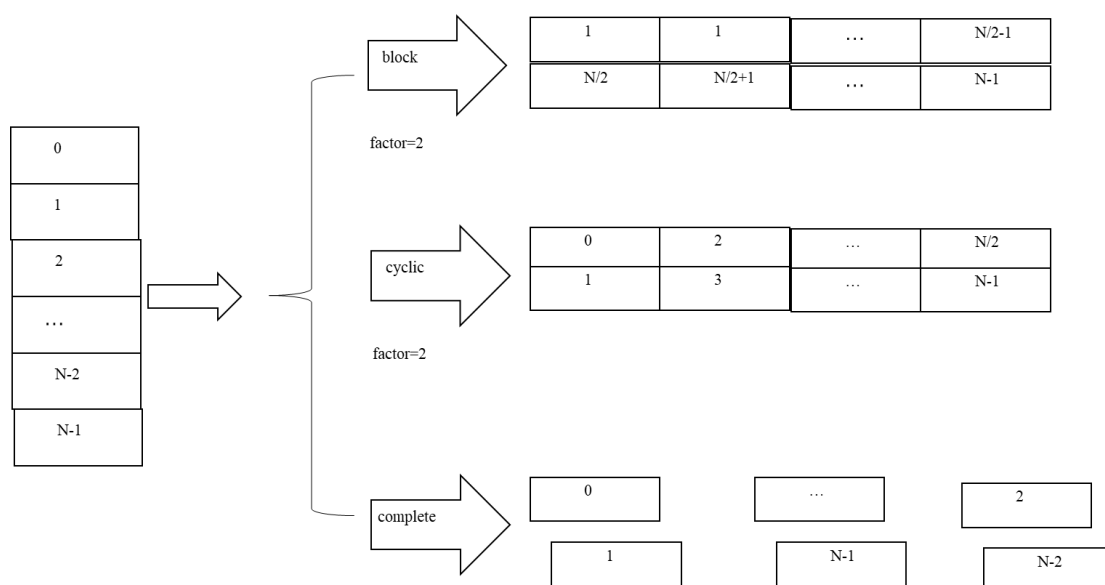 0
1
2
…
N-2
N-1
block
factor=2
1 1 … N/2-1
N/2 N/2+1 … N-1
cyclic
factor=2
0 2 … N/2
1 3 … N-1
complete
0 … 2
1 N-1 N-2